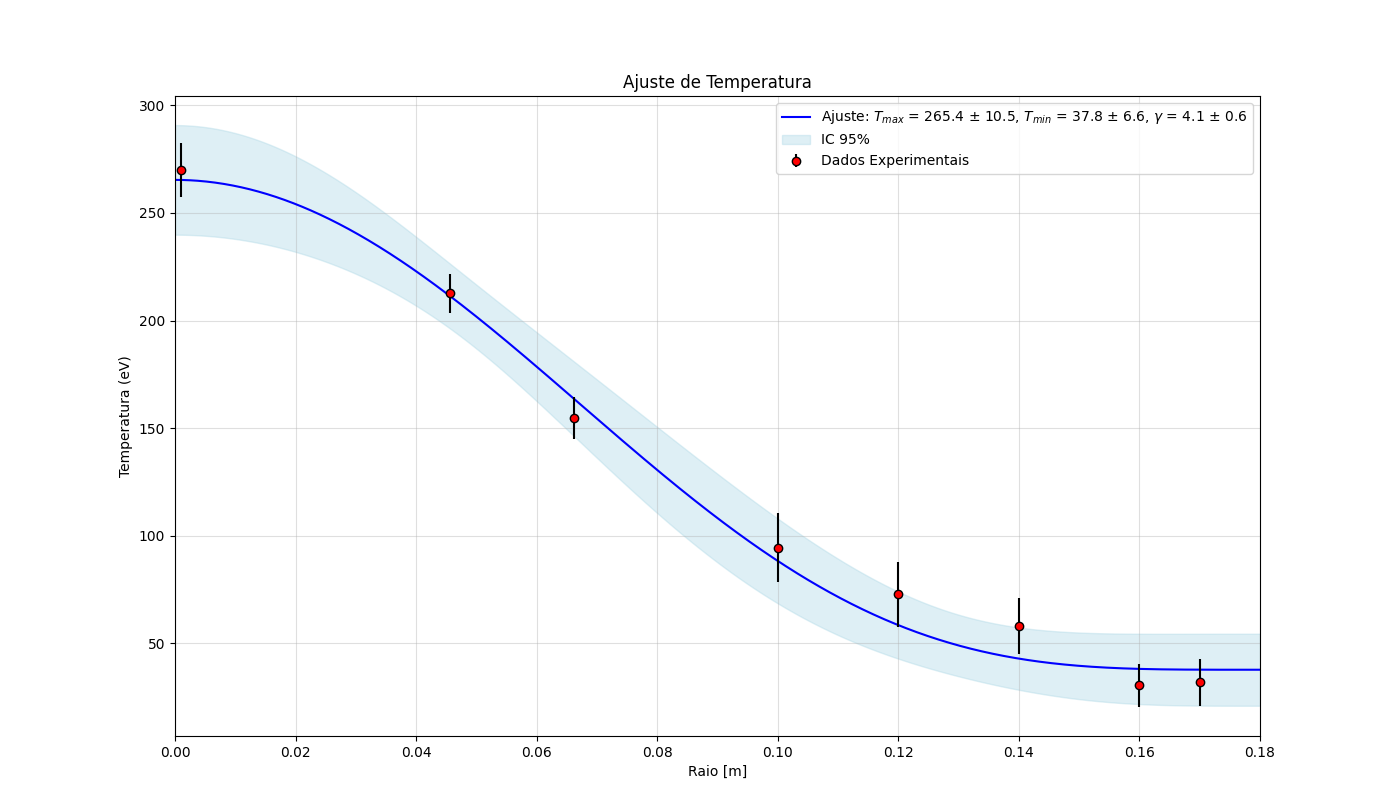 Ajuste de Temperatura
Ajuste: T_max = 265.4 ± 10.5, T_min = 37.8 ± 6.6, γ = 4.1 ± 0.6
IC 95%
Dados Experimentais
Temperatura (eV)
300
250
200
150
100
50
0.00 0.02 0.04 0.06 0.08 0.10 0.12 0.14 0.16 0.18
Raio [m]